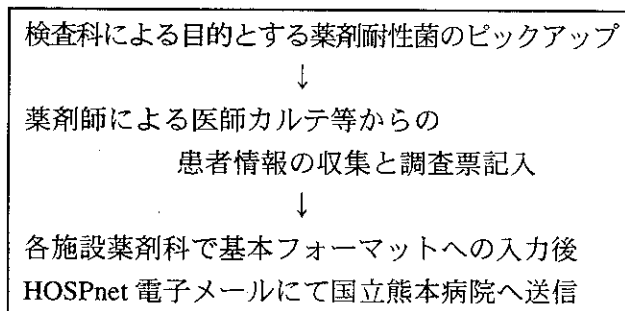 検査科による目的とする薬剤耐性菌のピックアップ
↓
薬剤師による医師カルテ等からの
患者情報の収集と調査票記入
↓
各施設薬剤科で基本フォーマットへの入力後
HOSPnet 電子メールにて国立熊本病院へ送信